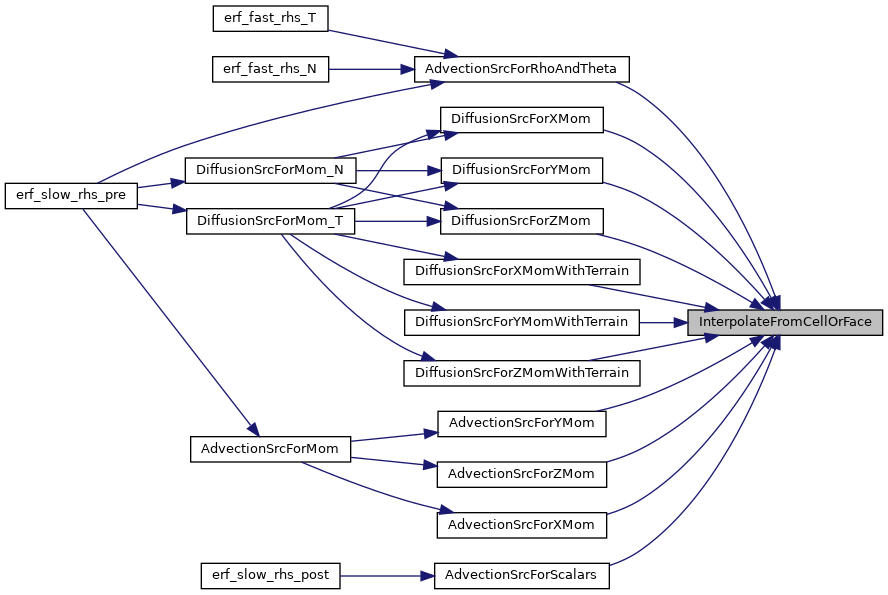 erf_fast_rhs_T
erf_fast_rhs_N
AdvectionSrcForRhoAndTheta
DiffusionSrcForXMom
DiffusionSrcForMom_N
DiffusionSrcForYMom
erf_slow_rhs_pre
DiffusionSrcForMom_T
DiffusionSrcForZMom
DiffusionSrcForXMomWithTerrain
DiffusionSrcForYMomWithTerrain
InterpolateFromCellOrFace
DiffusionSrcForZMomWithTerrain
AdvectionSrcForYMom
AdvectionSrcForMom
AdvectionSrcForZMom
AdvectionSrcForXMom
erf_slow_rhs_post
AdvectionSrcForScalars